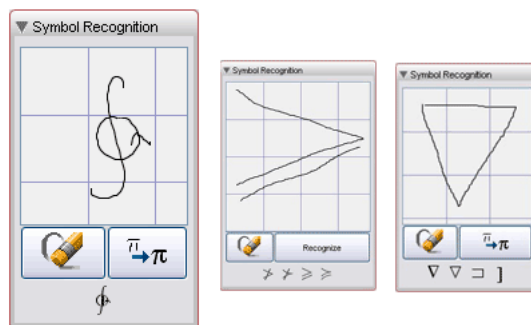 Symbol Recognition
π→π
∳
Symbol Recognition
Recognize
≯ ≯ ⩾ ⩾
Symbol Recognition
π→π
∇ ▽ ⊐ ]